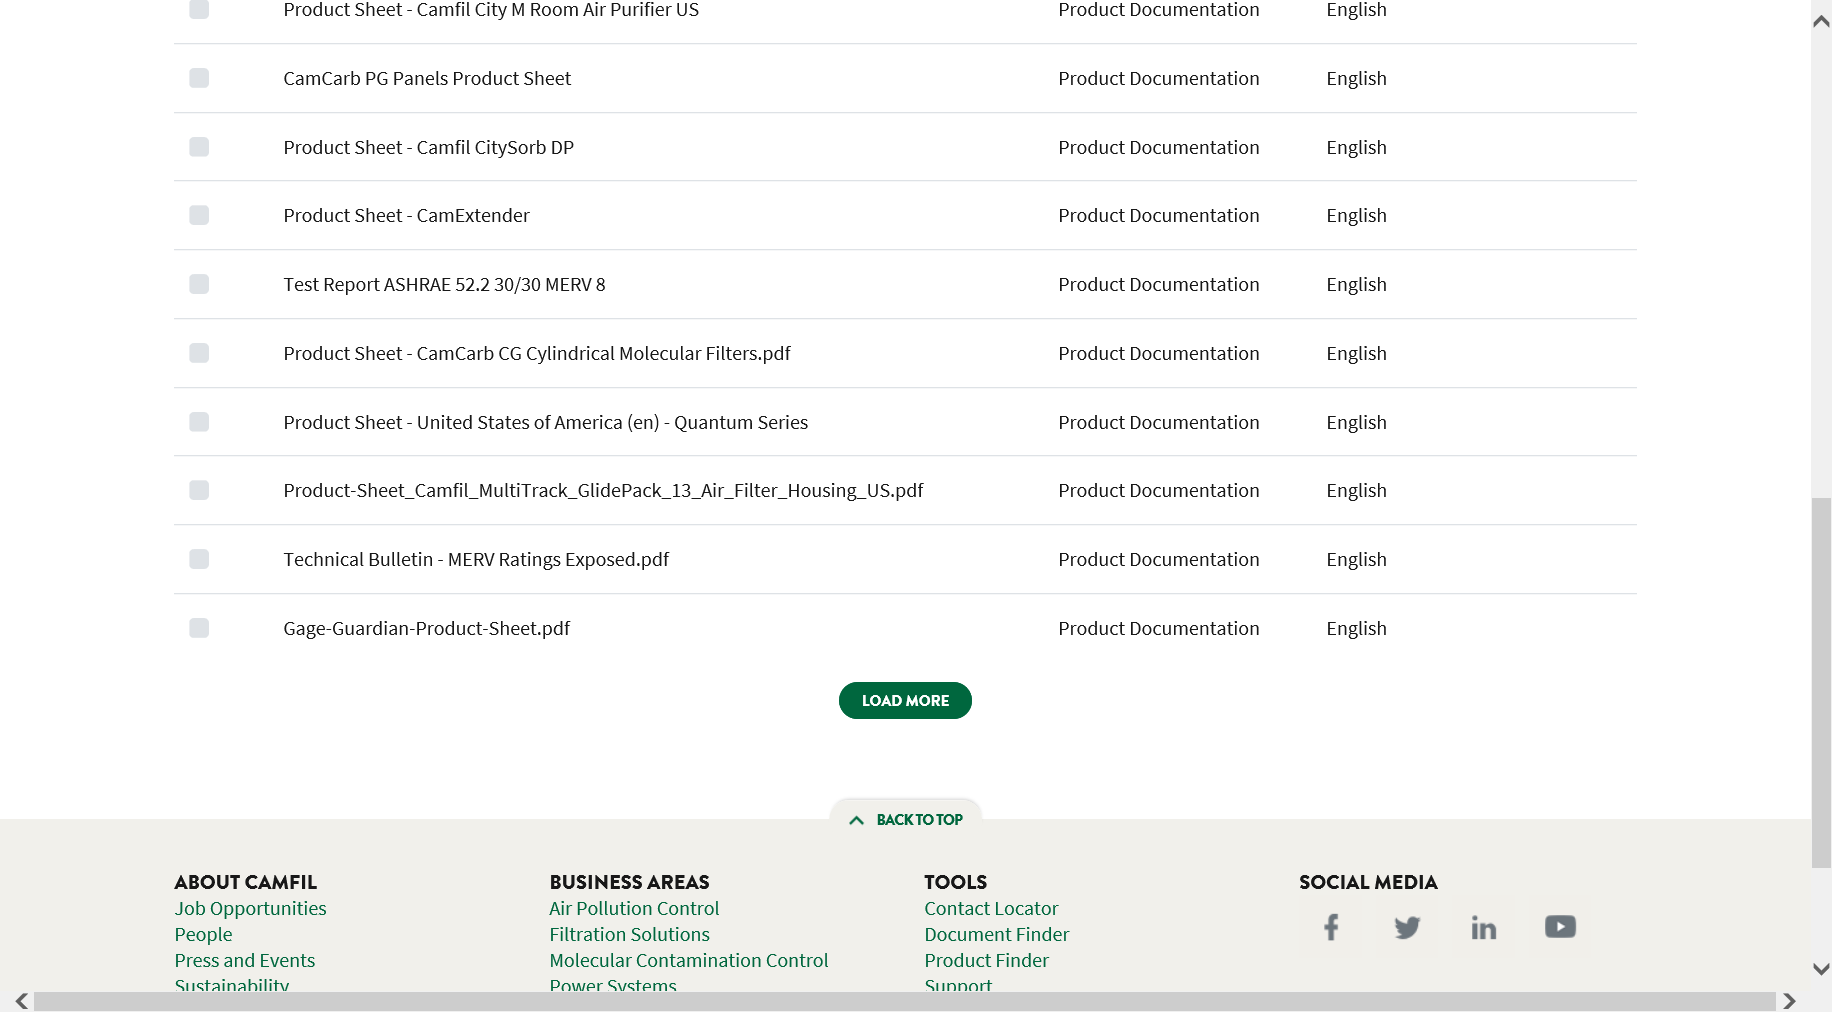 Product Sheet - Camfil City M Room Air Purifier US Product Documentation English
CamCarb PG Panels Product Sheet Product Documentation English
Product Sheet - Camfil CitySorb DP Product Documentation English
Product Sheet - CamExtender Product Documentation English
Test Report ASHRAE 52.2 30/30 MERV 8 Product Documentation English
Product Sheet - CamCarb CG Cylindrical Molecular Filters.pdf Product Documentation English
Product Sheet - United States of America (en) - Quantum Series Product Documentation English
Product-Sheet_Camfil_MultiTrack_GlidePack_13_Air_Filter_Housing_US.pdf Product Documentation English
Technical Bulletin - MERV Ratings Exposed.pdf Product Documentation English
Gage-Guardian-Product-Sheet.pdf Product Documentation English
LOAD MORE
BACK TO TOP
ABOUT CAMFIL
Job Opportunities
People
Press and Events
Sustainability
BUSINESS AREAS
Air Pollution Control
Filtration Solutions
Molecular Contamination Control
Power Systems
TOOLS
Contact Locator
Document Finder
Product Finder
Support
SOCIAL MEDIA